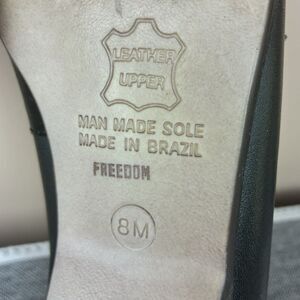 LEATHER
UPPER
MAN MADE SOLE
MADE IN BRAZIL
FREEDOM
8M